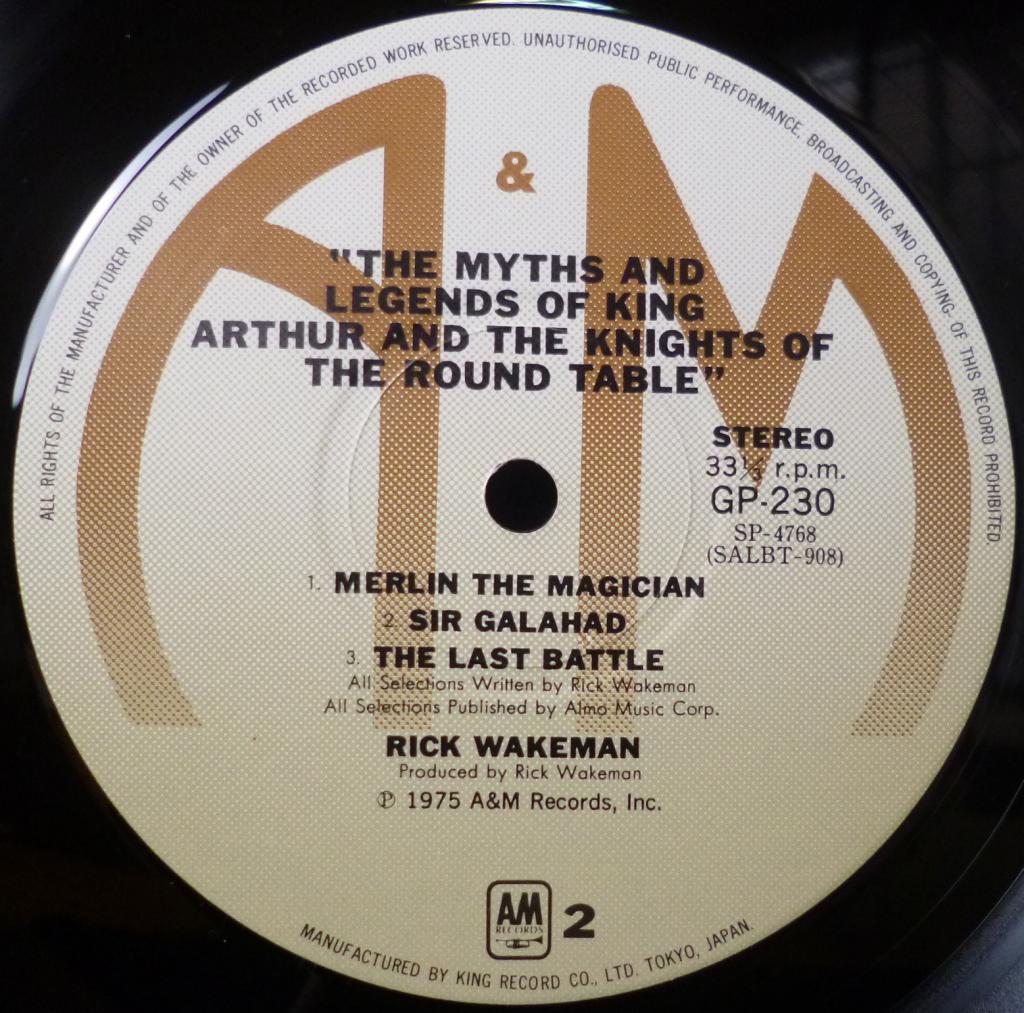 ALL RIGHTS OF THE MANUFACTURER AND OF THE OWNER OF THE RECORDED WORK RESERVED. UNAUTHORISED PUBLIC PERFORMANCE, BROADCASTING AND COPYING OF THIS RECORD PROHIBITED.
A & M
"THE MYTHS AND
LEGENDS OF KING
ARTHUR AND THE KNIGHTS OF
THE ROUND TABLE"
STEREO
33⅓ r.p.m.
GP-230
SP-4768
(SALBT-908)
1. MERLIN THE MAGICIAN
2. SIR GALAHAD
3. THE LAST BATTLE
All Selections Written by Rick Wakeman
All Selections Published by Almo Music Corp.
RICK WAKEMAN
Produced by Rick Wakeman
℗ 1975 A&M Records, Inc.
AM
RECORDS
2
MANUFACTURED BY KING RECORD CO., LTD. TOKYO, JAPAN.